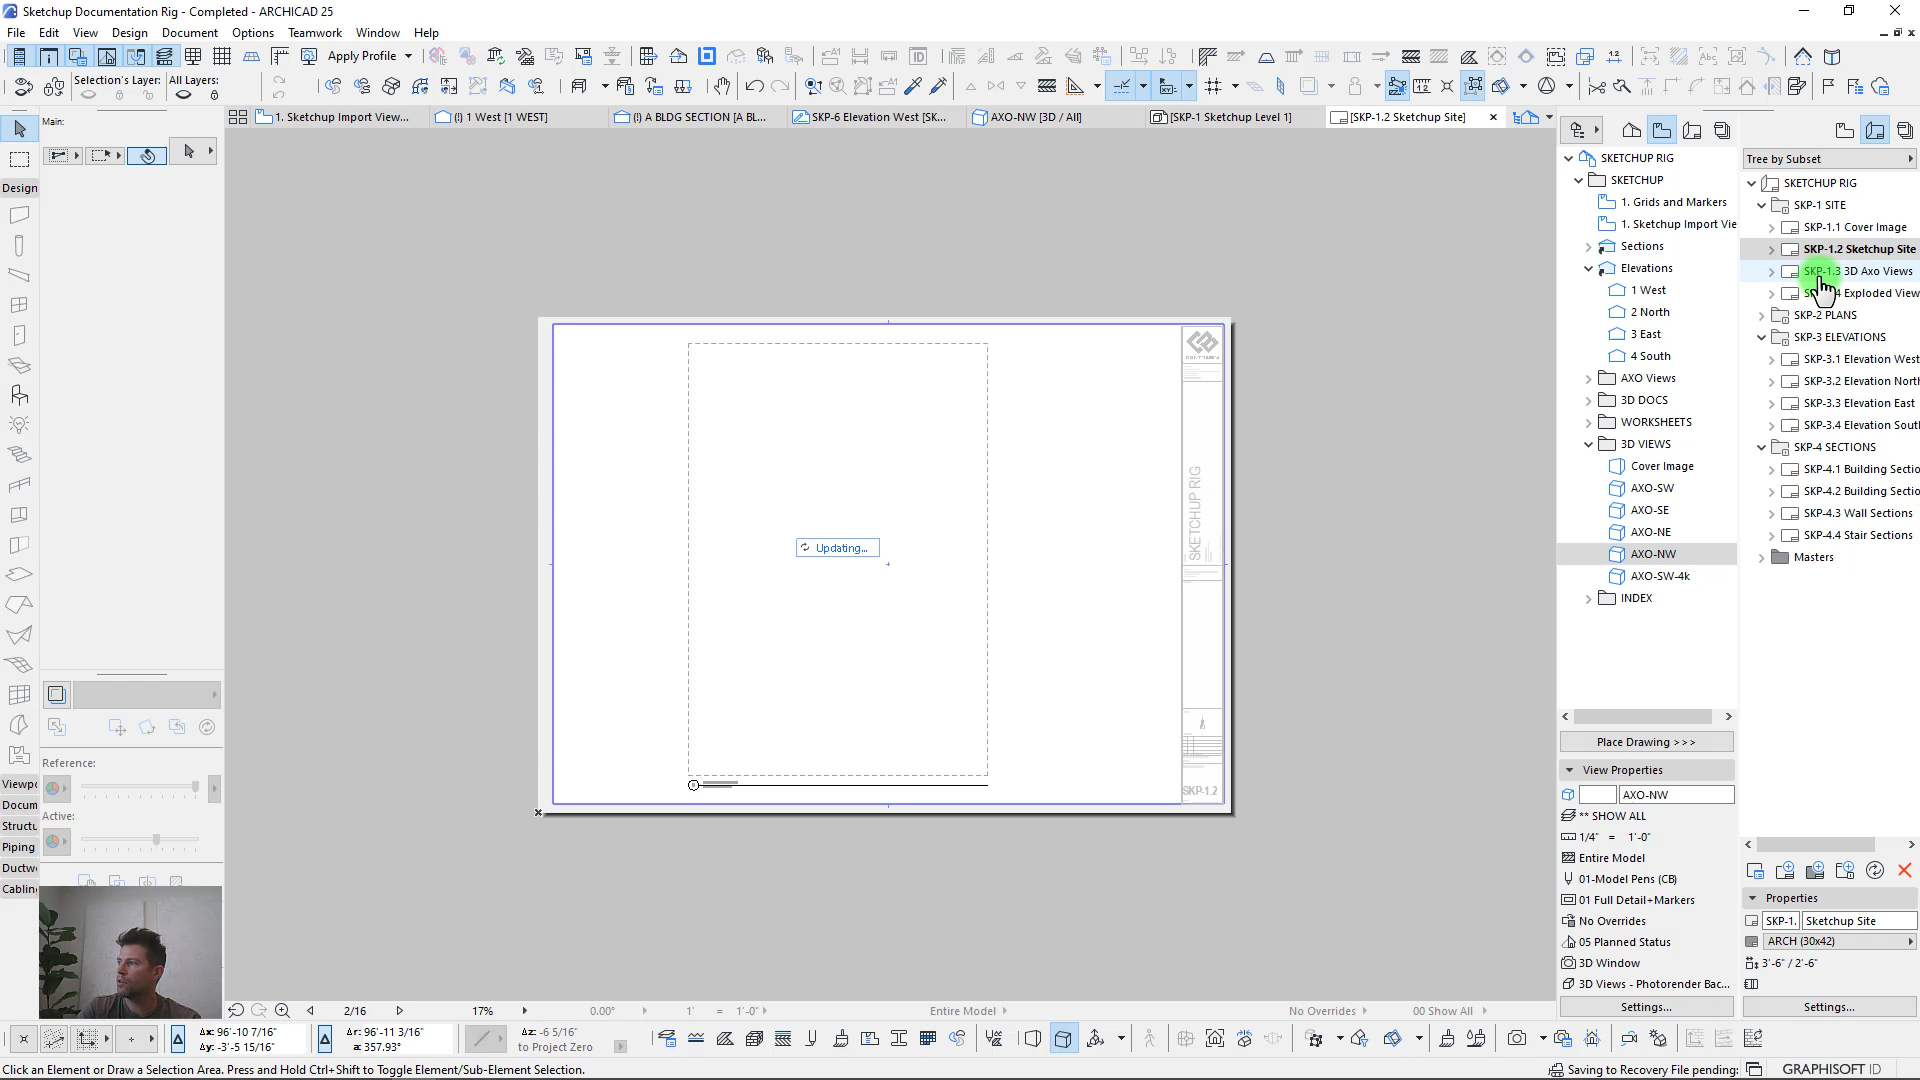 Sketchup Documentation Rig - Completed - ARCHICAD 25
File Edit View Design Document Options Teamwork Window Help
Apply Profile
Selection's Layer: All Layers:
1. Sketchup Import View...
(!) 1 West [1 WEST]
(!) A BLDG SECTION [A BL...
SKP-6 Elevation West [SK...
AXO-NW [3D / All]
[SKP-1 Sketchup Level 1]
[SKP-1.2 Sketchup Site]
Main:
Design
Viewp
Docum
Structu
Piping
Ductw
Cabling
Reference:
Active:
Updating...
SKETCHUP RIG
SKP-1.2
SKETCHUP RIG
SKETCHUP
1. Grids and Markers
1. Sketchup Import Vie
Sections
Elevations
1 West
2 North
3 East
4 South
AXO Views
3D DOCS
WORKSHEETS
3D VIEWS
Cover Image
AXO-SW
AXO-SE
AXO-NE
AXO-NW
AXO-SW-4k
INDEX
Place Drawing >>>
View Properties
AXO-NW
** SHOW ALL
1/4" = 1'-0"
Entire Model
01-Model Pens (CB)
01 Full Detail+Markers
No Overrides
05 Planned Status
3D Window
3D Views - Photorender Bac...
Settings...
Tree by Subset
SKETCHUP RIG
SKP-1 SITE
SKP-1.1 Cover Image
SKP-1.2 Sketchup Site
SKP-1.3 3D Axo Views
4 Exploded View
SKP-2 PLANS
SKP-3 ELEVATIONS
SKP-3.1 Elevation West
SKP-3.2 Elevation North
SKP-3.3 Elevation East
SKP-3.4 Elevation Sout
SKP-4 SECTIONS
SKP-4.1 Building Sectio
SKP-4.2 Building Sectio
SKP-4.3 Wall Sections
SKP-4.4 Stair Sections
Masters
Properties
SKP-1. Sketchup Site
ARCH (30x42)
3'-6" / 2'-6"
Settings...
2/16 17% 0.00° 1' = 1'-0" Entire Model No Overrides 00 Show All
Δx: 96'-10 7/16" Δr: 96'-11 3/16" Δz: -6 5/16"
Δy: -3'-5 15/16" a: 357.93° to Project Zero
Click an Element or Draw a Selection Area. Press and Hold Ctrl+Shift to Toggle Element/Sub-Element Selection.
Saving to Recovery File pending:
GRAPHISOFT ID